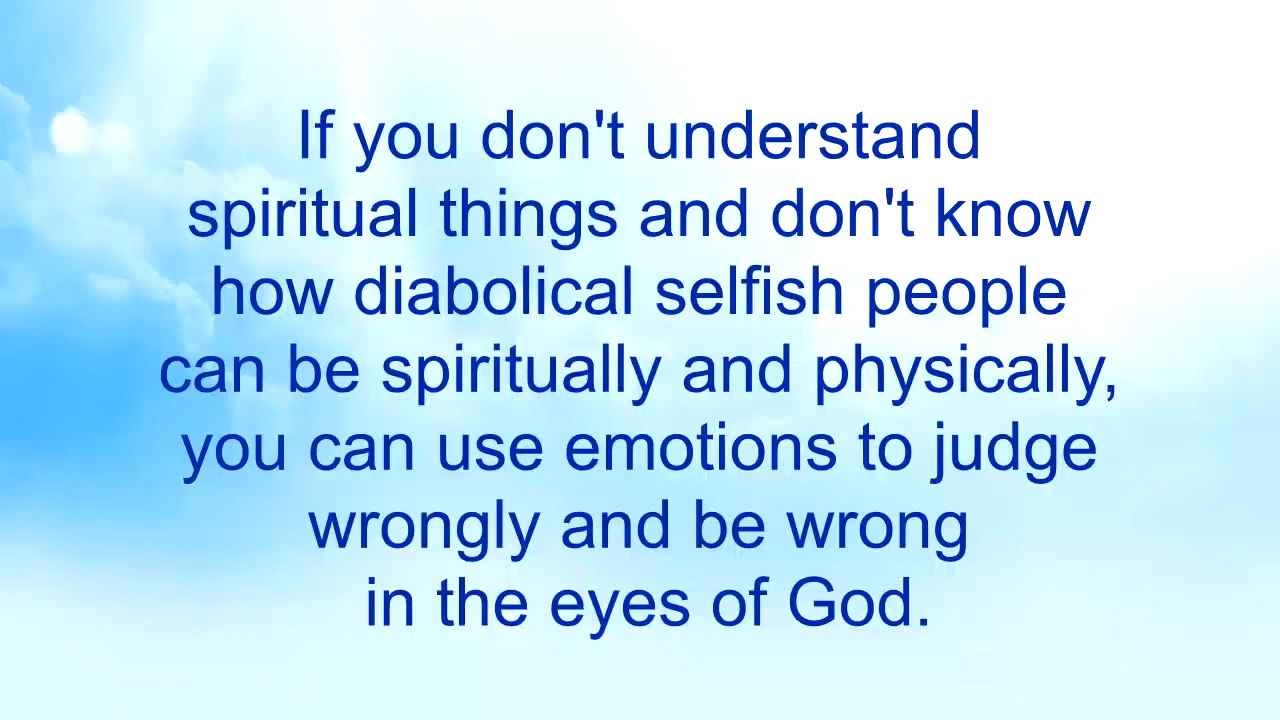 If you don't understand
spiritual things and don't know
how diabolical selfish people
can be spiritually and physically,
you can use emotions to judge
wrongly and be wrong
in the eyes of God.